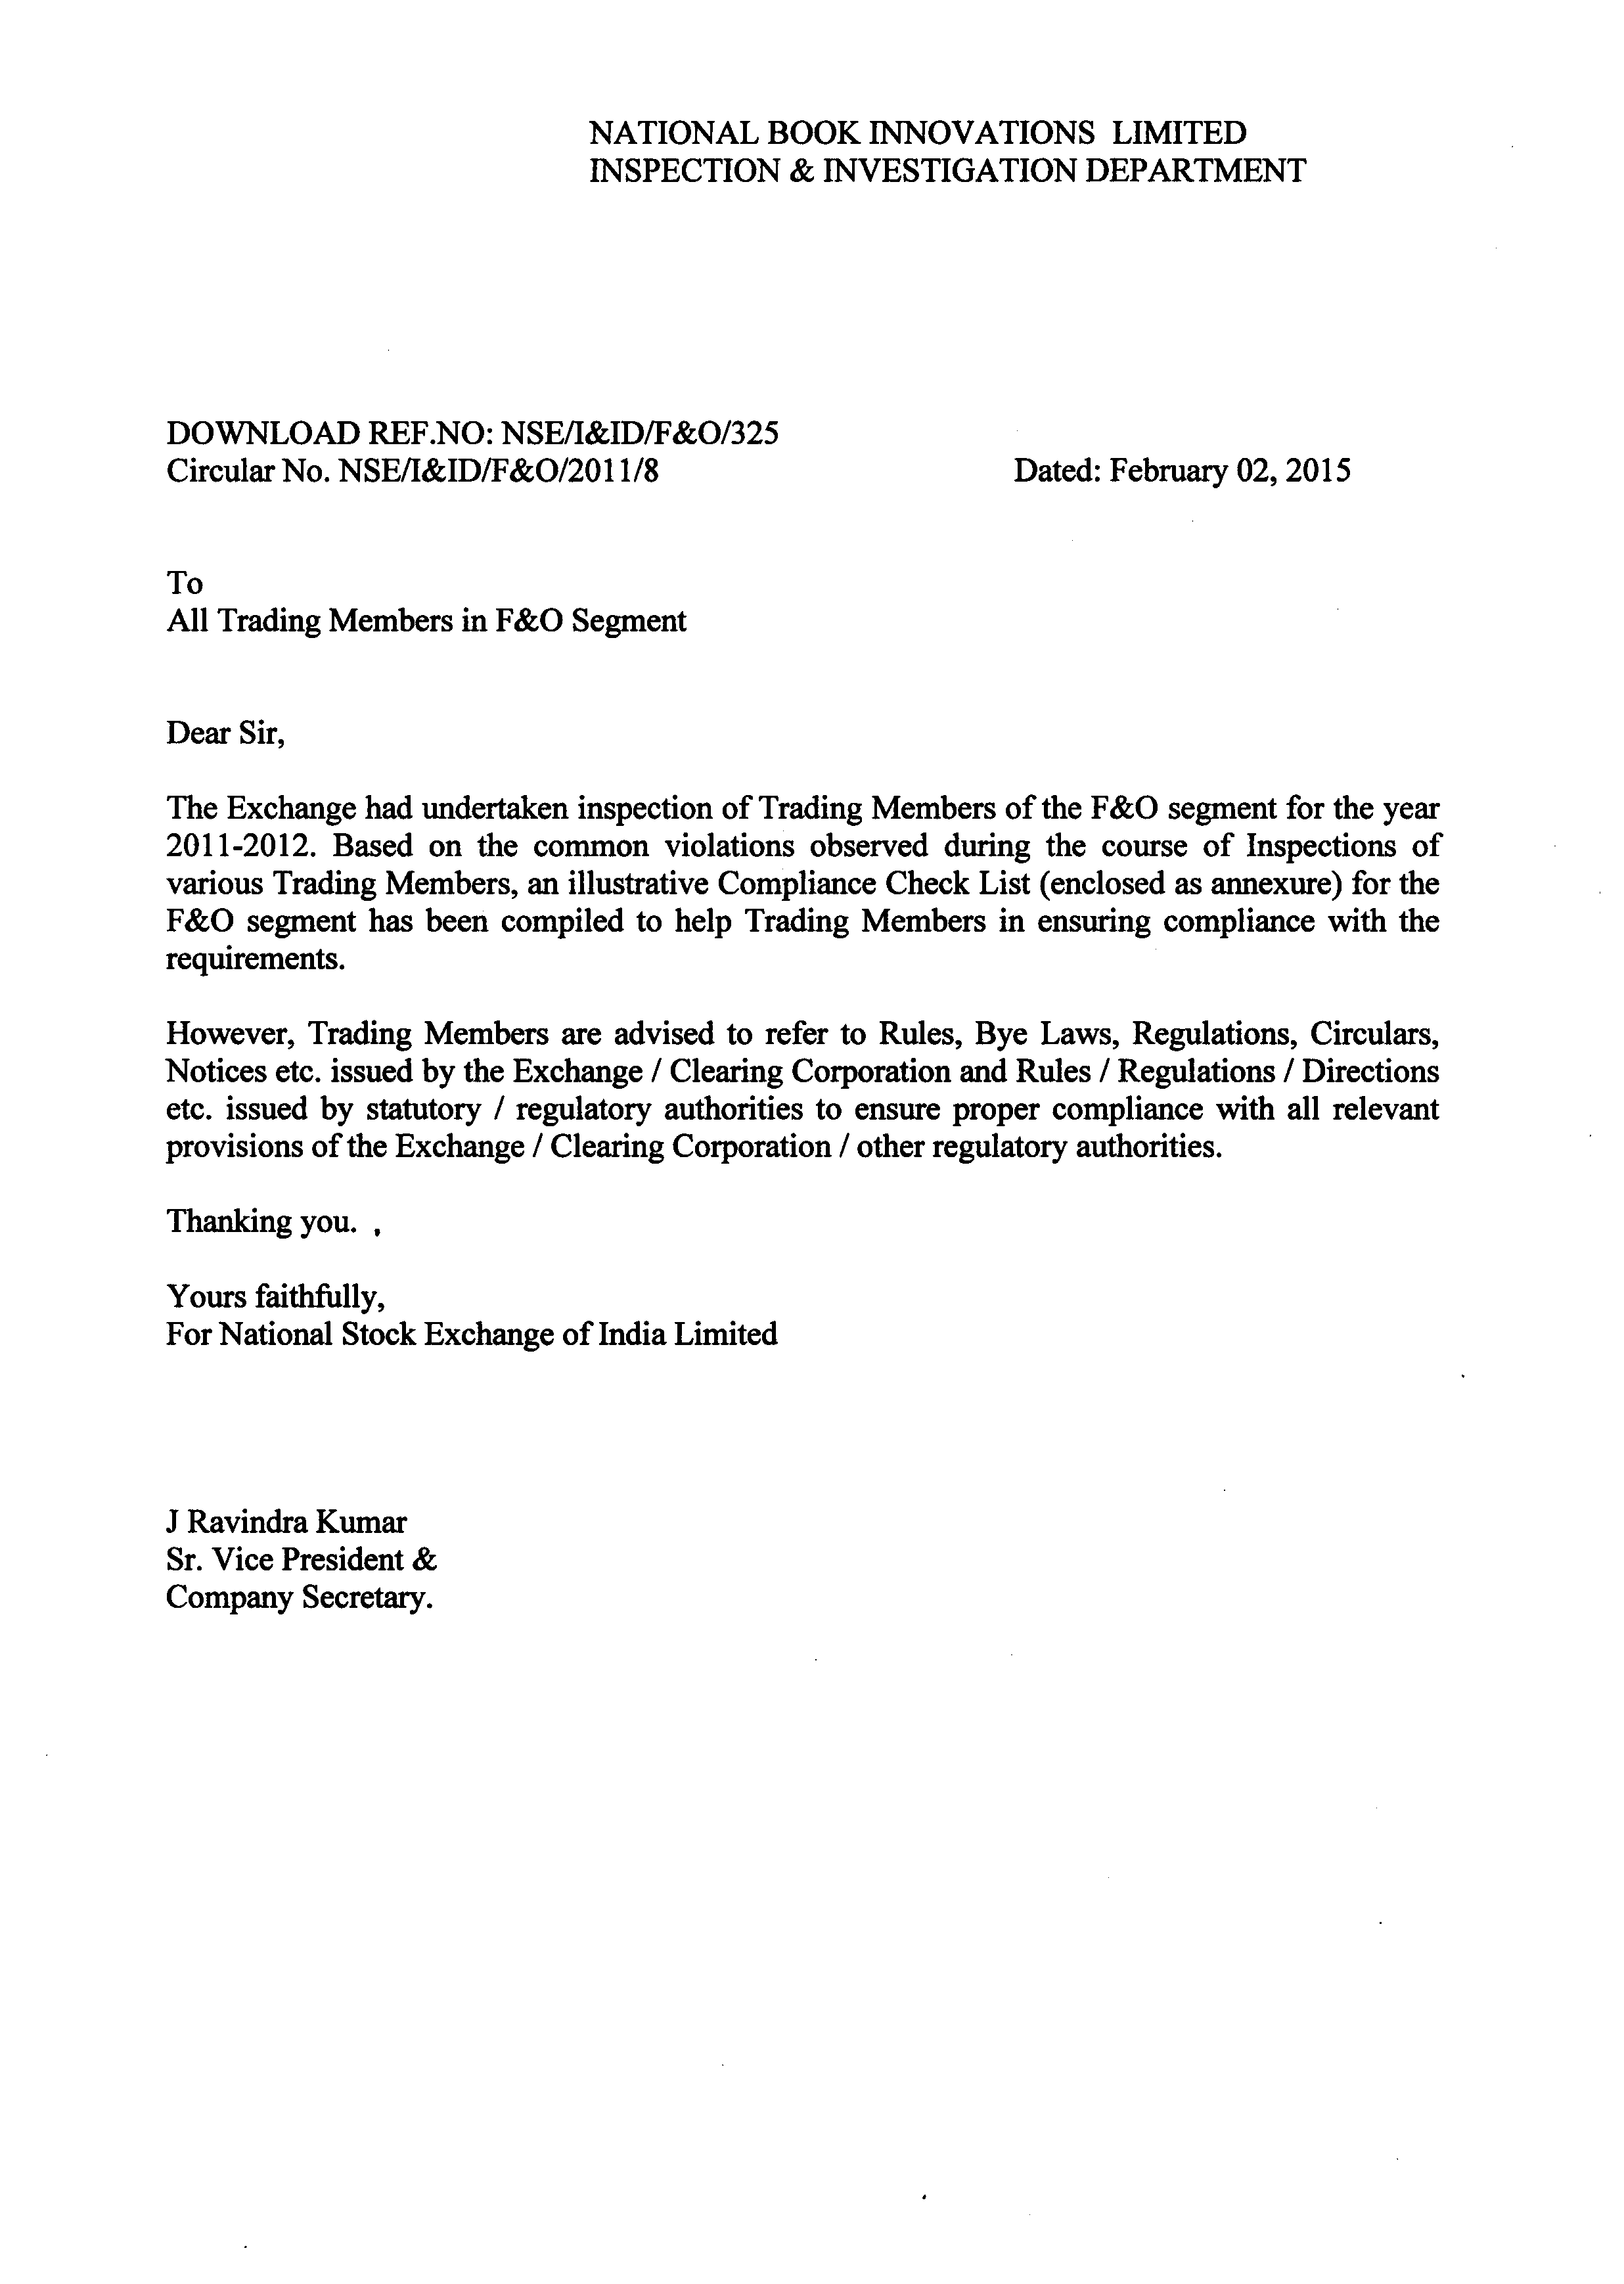 NATIONAL BOOK INNOVATIONS LIMITED
INSPECTION & INVESTIGATION DEPARTMENT
DOWNLOAD REF.NO: NSE/I&ID/F&O/325
Circular No. NSE/I&ID/F&O/2011/8 Dated: February 02, 2015
To
All Trading Members in F&O Segment
Dear Sir,
The Exchange had undertaken inspection of Trading Members of the F&O segment for the year
2011-2012. Based on the common violations observed during the course of Inspections of
various Trading Members, an illustrative Compliance Check List (enclosed as annexure) for the
F&O segment has been compiled to help Trading Members in ensuring compliance with the
requirements.
However, Trading Members are advised to refer to Rules, Bye Laws, Regulations, Circulars,
Notices etc. issued by the Exchange / Clearing Corporation and Rules / Regulations / Directions
etc. issued by statutory / regulatory authorities to ensure proper compliance with all relevant
provisions of the Exchange / Clearing Corporation / other regulatory authorities.
Thanking you. ,
Yours faithfully,
For National Stock Exchange of India Limited
J Ravindra Kumar
Sr. Vice President &
Company Secretary.